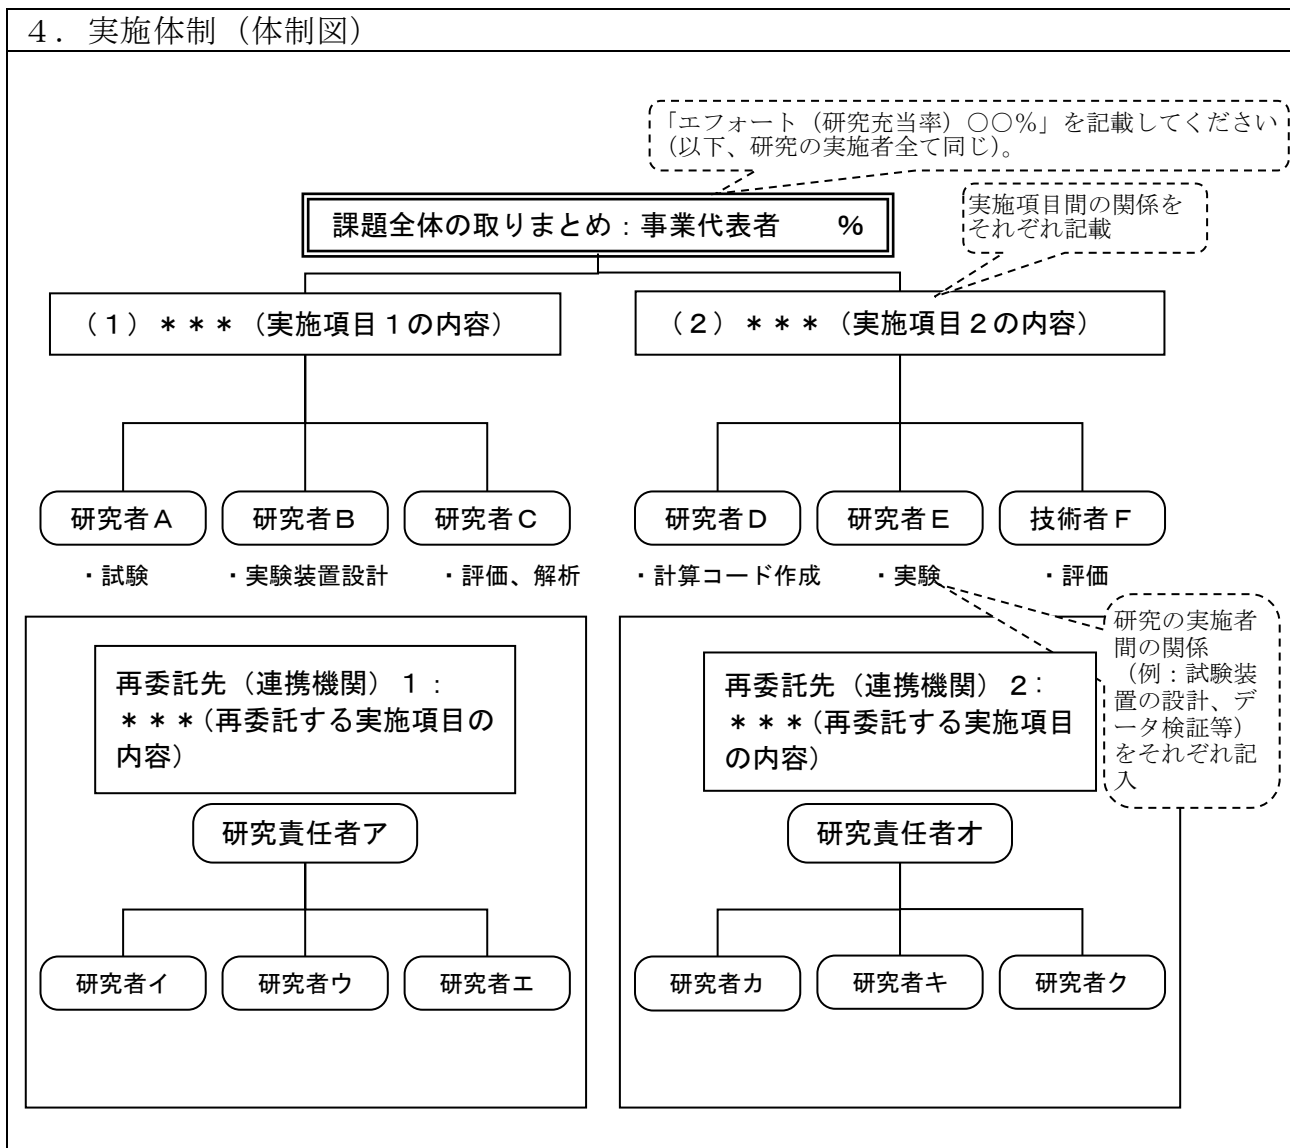 ４．実施体制（体制図）
「エフォート（研究充当率）○○％」を記載してください
（以下、研究の実施者全て同じ）。
課題全体の取りまとめ：事業代表者　　％
実施項目間の関係を
それぞれ記載
（１）＊＊＊（実施項目１の内容）
（２）＊＊＊（実施項目２の内容）
研究者Ａ
研究者Ｂ
研究者Ｃ
研究者Ｄ
研究者Ｅ
技術者Ｆ
・試験
・実験装置設計
・評価、解析
・計算コード作成
・実験
・評価
研究の実施者
間の関係
（例：試験装
置の設計、デ
ータ検証等）
をそれぞれ記
入
再委託先（連携機関）１：
＊＊＊（再委託する実施項目の
内容）
再委託先（連携機関）２：
＊＊＊（再委託する実施項目
の内容）
研究責任者ア
研究責任者オ
研究者イ
研究者ウ
研究者エ
研究者カ
研究者キ
研究者ク